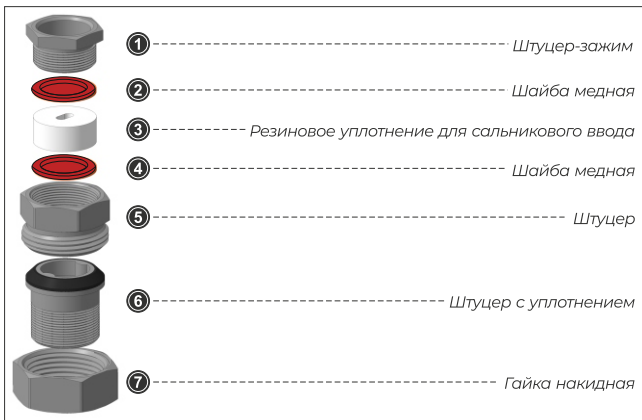 1 Штуцер-зажим
2 Шайба медная
3 Резиновое уплотнение для сальникового ввода
4 Шайба медная
5 Штуцер
6 Штуцер с уплотнением
7 Гайка накидная